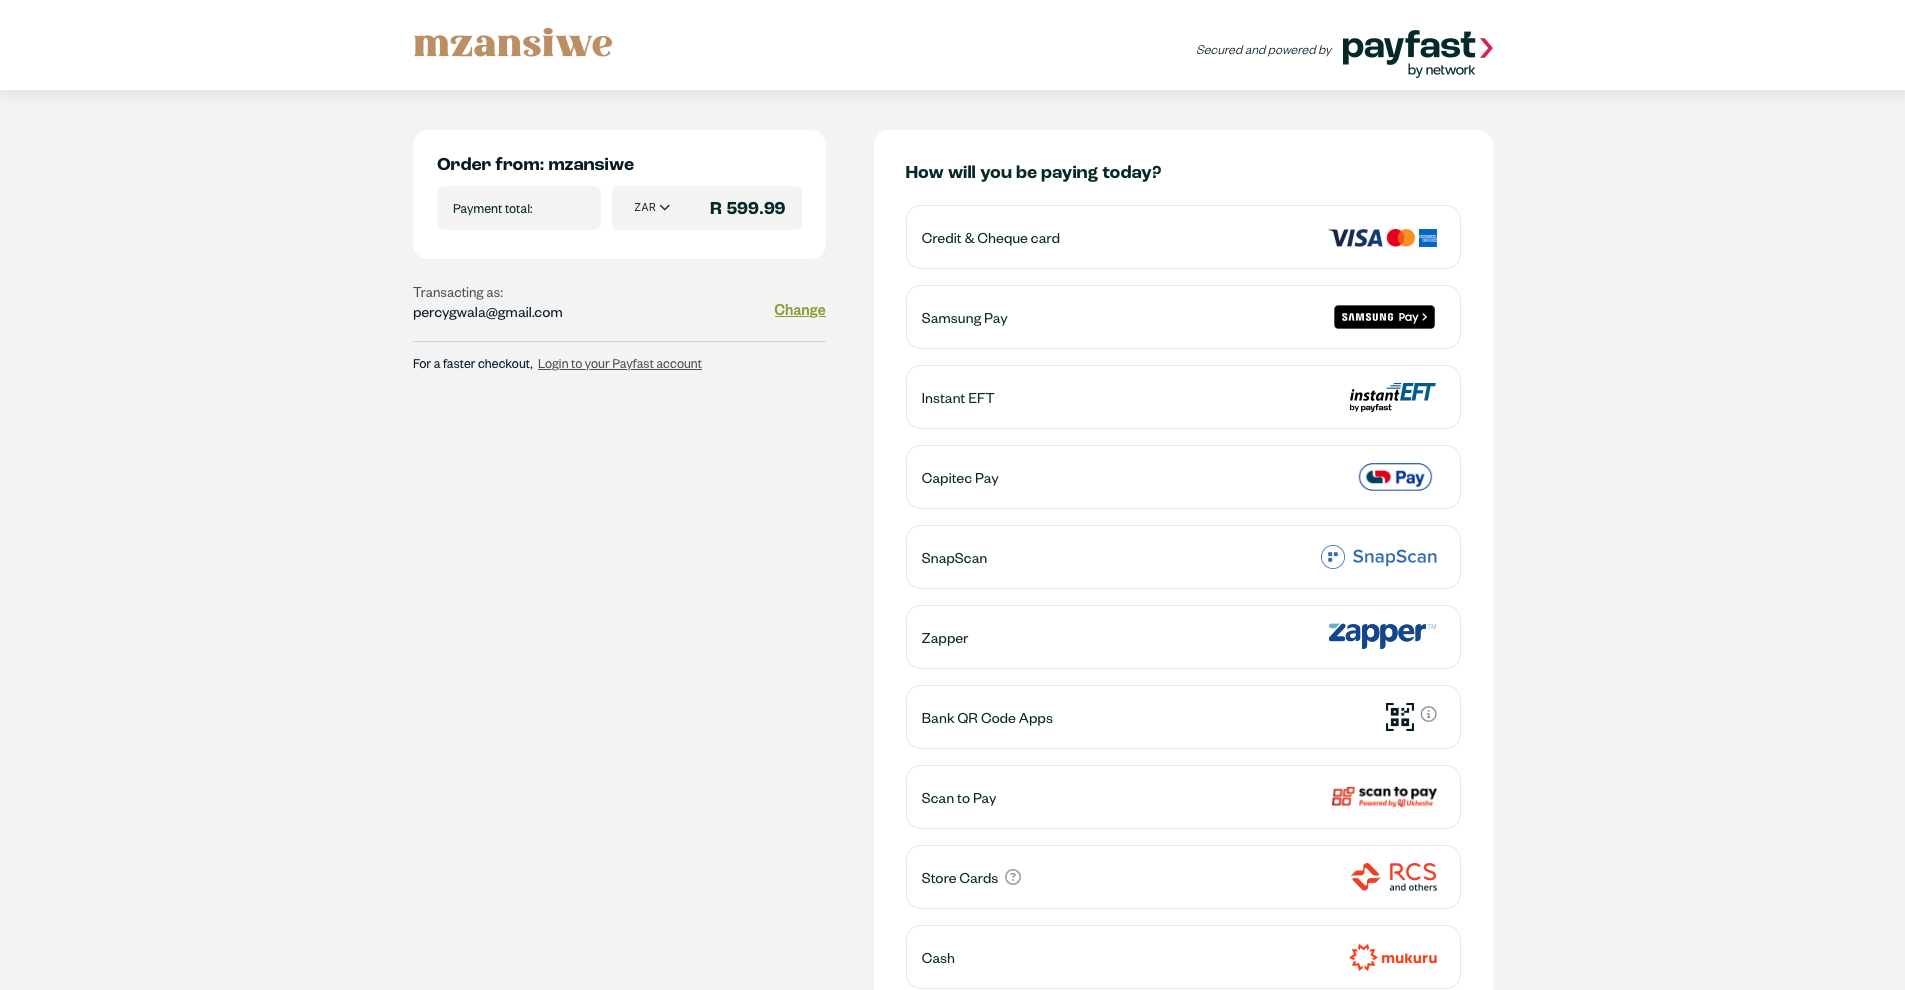 mzansiwe
Secured and powered by payfast
by network
Order from: mzansiwe
Payment total:
ZAR R 599.99
Transacting as:
percygwala@gmail.com
Change
For a faster checkout, Login to your Payfast account
How will you be paying today?
Credit & Cheque card VISA
Samsung Pay SAMSUNG Pay
Instant EFT instantEFT
by payfast
Capitec Pay Pay
SnapScan SnapScan
Zapper Zapper TM
Bank QR Code Apps
Scan to Pay scan to pay
Powered by Ukheshe
Store Cards ? RCS
and others
Cash mukuru